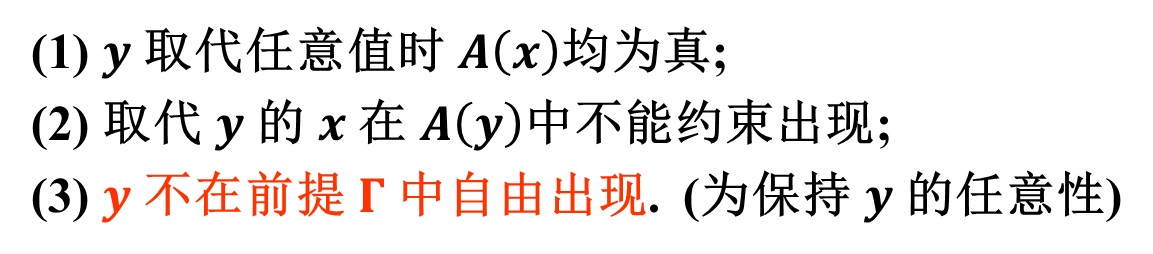 (1) y 取代任意值时 A(x)均为真;
(2) 取代 y 的 x 在 A(y)中不能约束出现;
(3) y 不在前提 Γ 中自由出现. (为保持 y 的任意性)